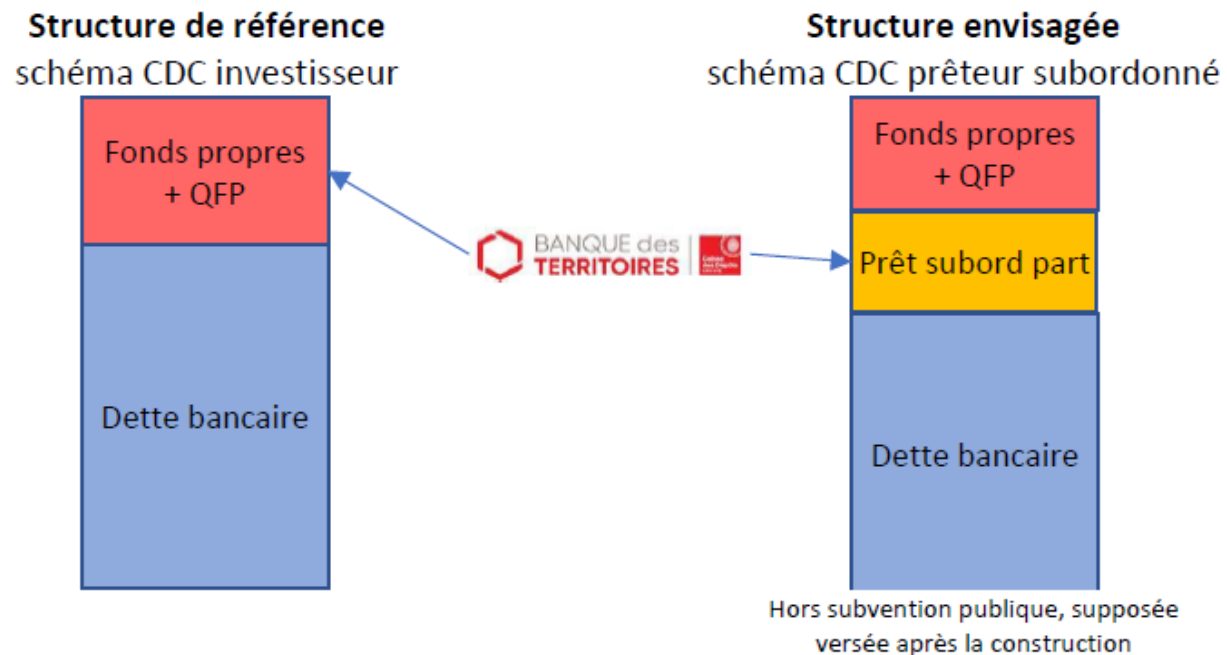 Structure de référence
schéma CDC investisseur
Fonds propres
+ QFP
Dette bancaire
BANQUE des
TERRITOIRES
Structure envisagée
schéma CDC prêteur subordonné
Fonds propres
+ QFP
Prêt subord part
Dette bancaire
Hors subvention publique, supposée
versée après la construction